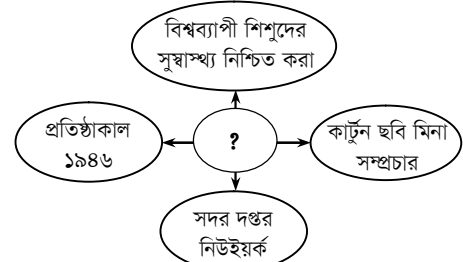 বিশ্বব্যাপী শিশুদের
সুস্বাস্থ্য নিশ্চিত করা
প্রতিষ্ঠাকাল
১৯৪৬
?
কার্টুন ছবি মিনা
সম্প্রচার
সদর দপ্তর
নিউইয়র্ক